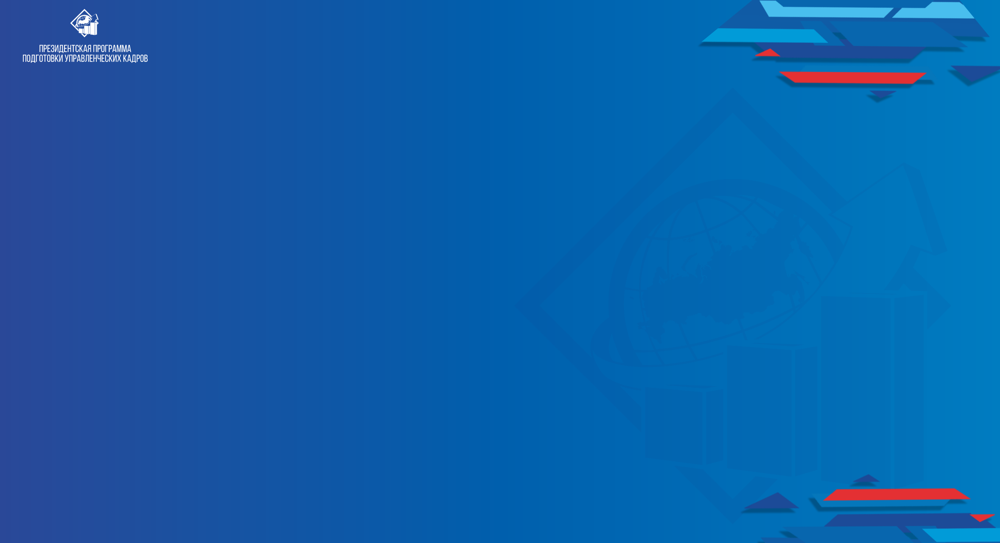 ПРЕЗИДЕНТСКАЯ ПРОГРАММА
ПОДГОТОВКИ УПРАВЛЕНЧЕСКИХ КАДРОВ